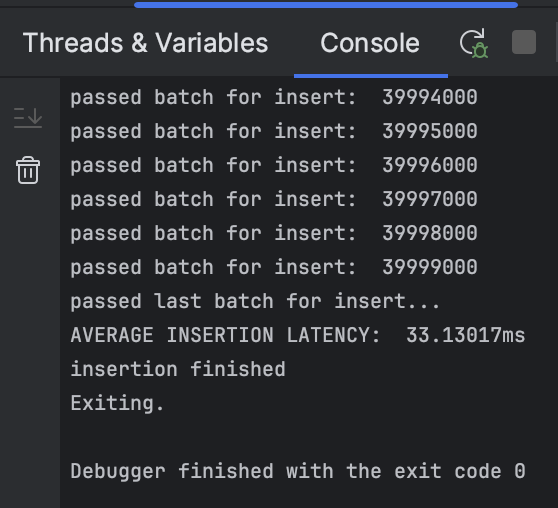 Threads & Variables Console
passed batch for insert:  39994000
passed batch for insert:  39995000
passed batch for insert:  39996000
passed batch for insert:  39997000
passed batch for insert:  39998000
passed batch for insert:  39999000
passed last batch for insert...
AVERAGE INSERTION LATENCY:  33.13017ms
insertion finished
Exiting.
Debugger finished with the exit code 0